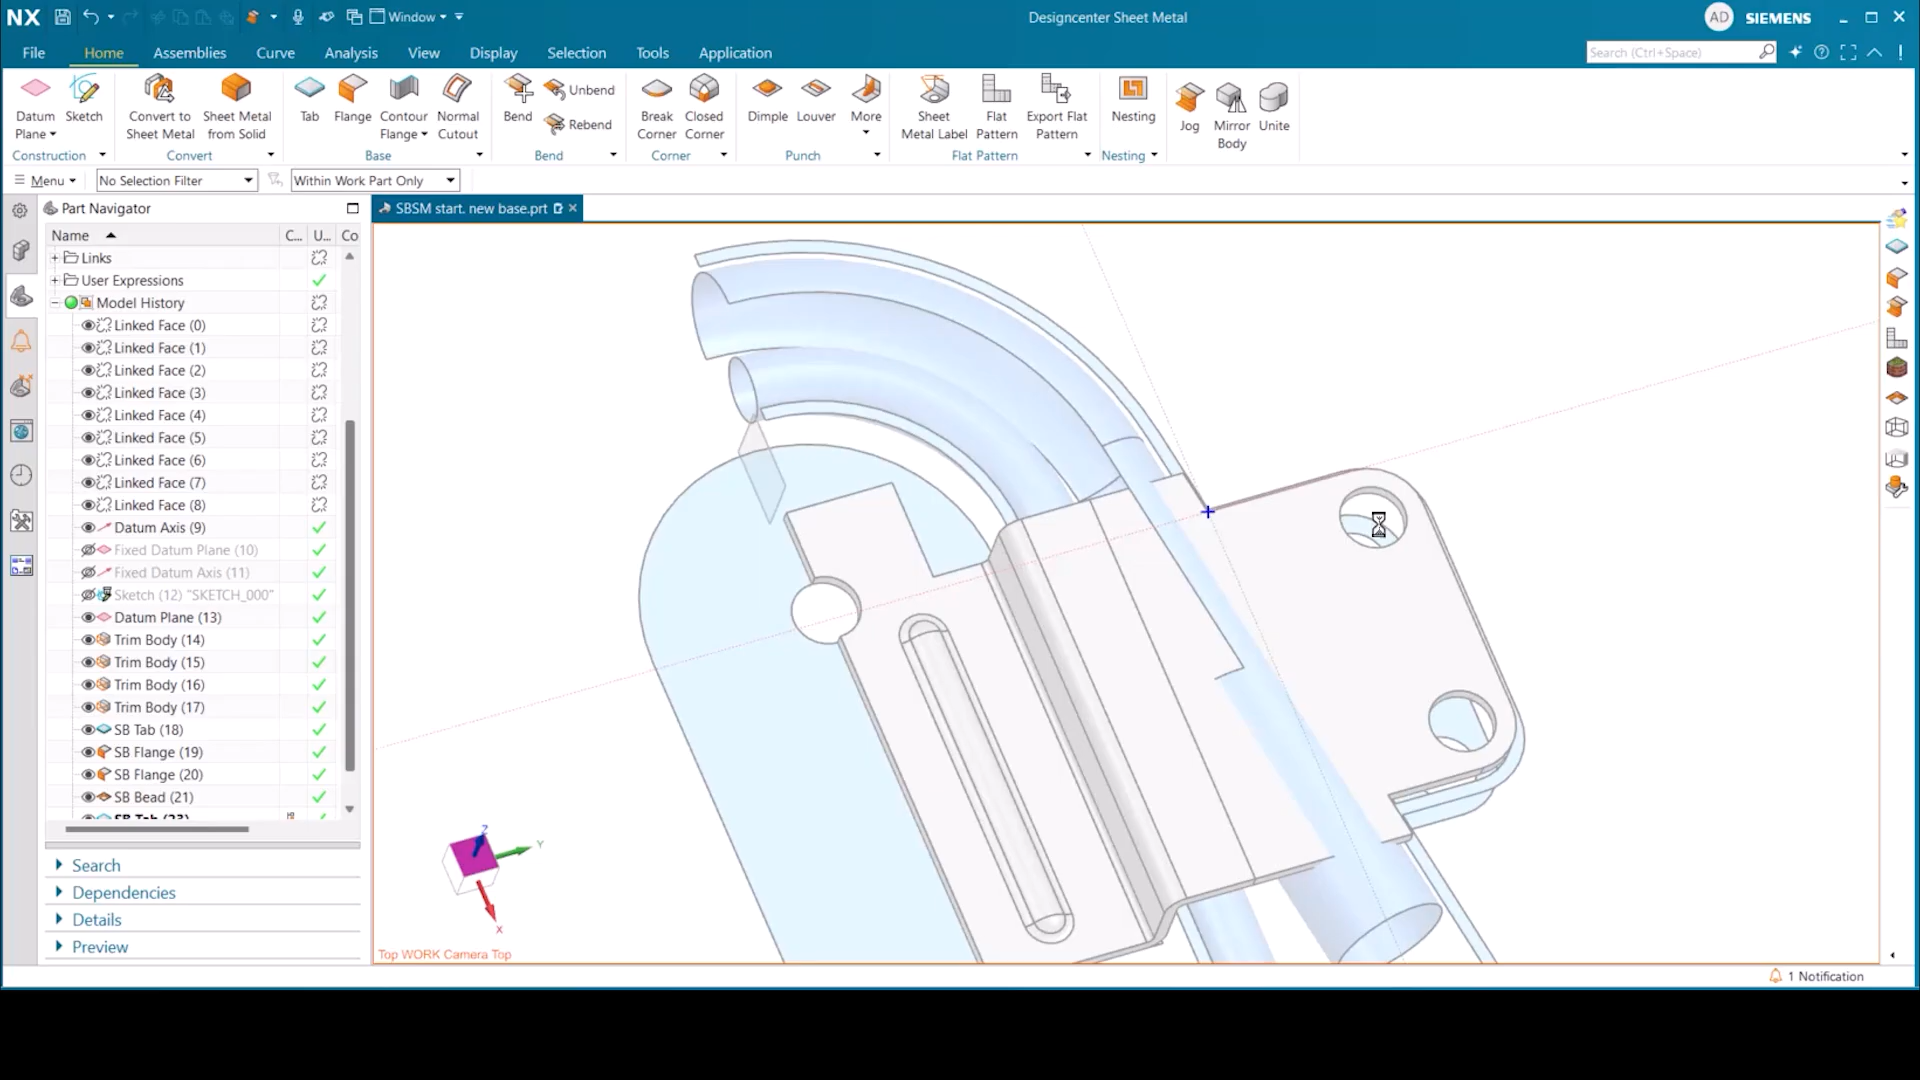 NX
Window
Designcenter Sheet Metal
AD
SIEMENS
File
Home
Assemblies
Curve
Analysis
View
Display
Selection
Tools
Application
Search (Ctrl+Space)
Datum Plane
Sketch
Convert to Sheet Metal
Sheet Metal from Solid
Tab
Flange
Contour Flange
Normal Cutout
Bend
Unbend
Rebend
Break Corner
Closed Corner
Dimple
Louver
More
Sheet Metal Label
Flat Pattern
Export Flat Pattern
Nesting
Jog
Mirror Body
Unite
Construction
Convert
Base
Bend
Corner
Punch
Flat Pattern
Nesting
Menu
No Selection Filter
Within Work Part Only
Part Navigator
SBSM start. new base.prt
Name
C...
U...
Co
Links
User Expressions
Model History
Linked Face (0)
Linked Face (1)
Linked Face (2)
Linked Face (3)
Linked Face (4)
Linked Face (5)
Linked Face (6)
Linked Face (7)
Linked Face (8)
Datum Axis (9)
Fixed Datum Plane (10)
Fixed Datum Axis (11)
Sketch (12) "SKETCH_000"
Datum Plane (13)
Trim Body (14)
Trim Body (15)
Trim Body (16)
Trim Body (17)
SB Tab (18)
SB Flange (19)
SB Flange (20)
SB Bead (21)
SB Tab (23)
Search
Dependencies
Details
Preview
Z
Y
X
Top WORK Camera Top
1 Notification